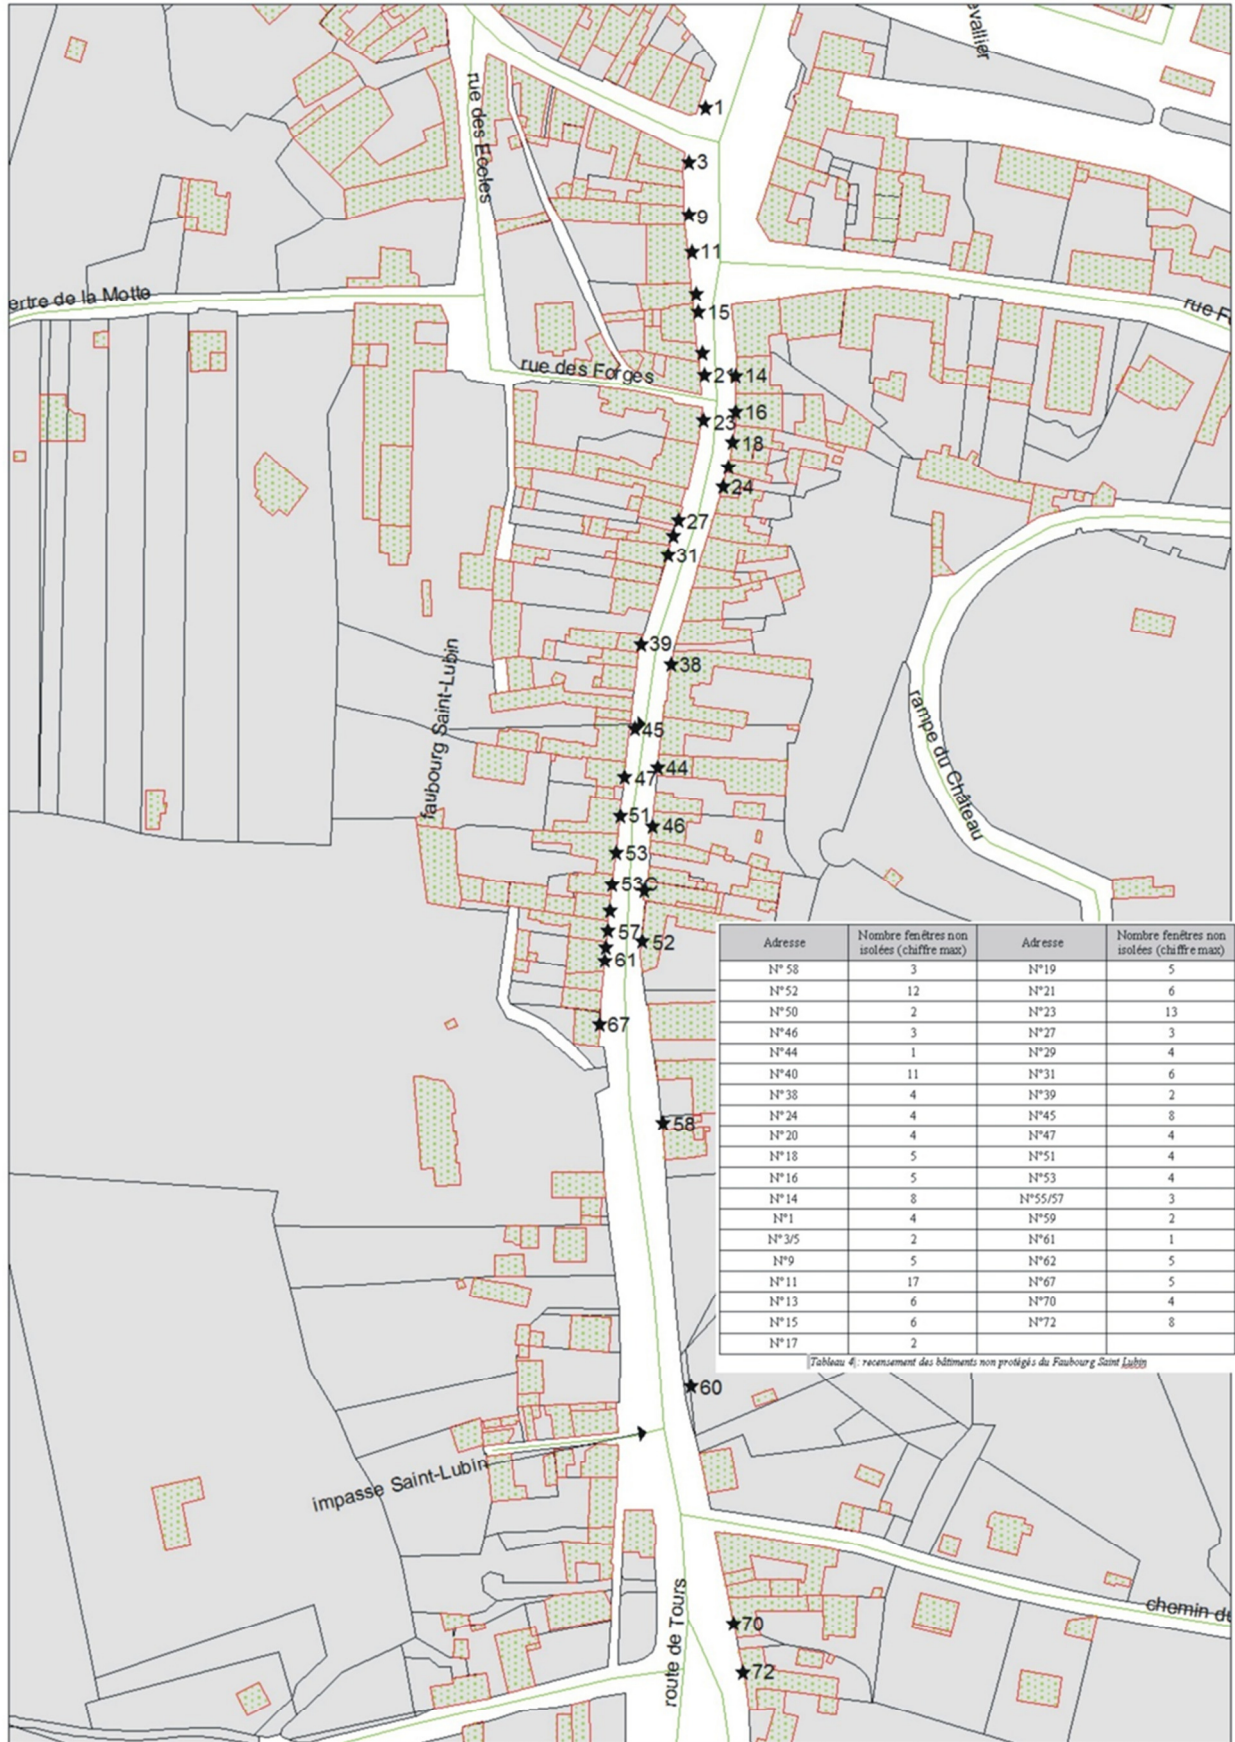 evallier
1
rue des Ecoles
3
9
11
ertre de la Motte
15
rue F
rue des Forges
21
14
16
23
18
24
27
31
39
38
faubourg Saint-Lubin
45
rampe du Château
44
47
51
46
53
53C
57
52
61
67
58
Adresse Nombre fenêtres non isolées (chiffre max) Adresse Nombre fenêtres non isolées (chiffre max)
N° 58 3 N°19 5
N°52 12 N°21 6
N°50 2 N°23 13
N°46 3 N°27 3
N°44 1 N°29 4
N°40 11 N°31 6
N°38 4 N°39 2
N°24 4 N°45 8
N°20 4 N°47 4
N°18 5 N°51 4
N°16 5 N°53 4
N°14 8 N°55/57 3
N°1 4 N°59 2
N°3/5 2 N°61 1
N°9 5 N°62 5
N°11 17 N°67 5
N°13 6 N°70 4
N°15 6 N°72 8
N°17 2
Tableau 4 : recensement des bâtiments non protégés du Faubourg Saint Lubin
60
impasse Saint-Lubin
route de Tours
chemin du
70
72